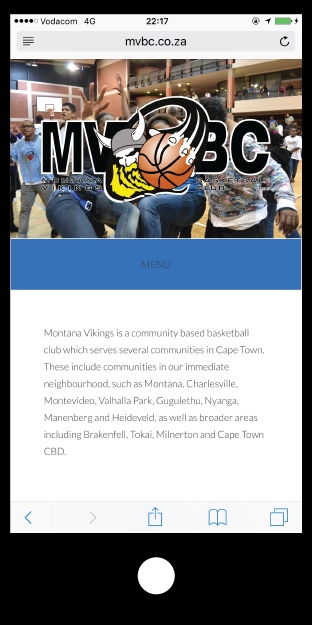 Vodacom 4G 22:17
mvbc.co.za
MVBC
MONTANA BASKETBALL
VIKINGS CLUB
MENU
Montana Vikings is a community based basketball
club which serves several communities in Cape Town.
These include communities in our immediate
neighbourhood, such as Montana, Charlesville,
Montevideo, Valhalla Park, Gugulethu, Nyanga,
Manenberg and Heideveld, as well as broader areas
including Brakenfell, Tokai, Milnerton and Cape Town
CBD.